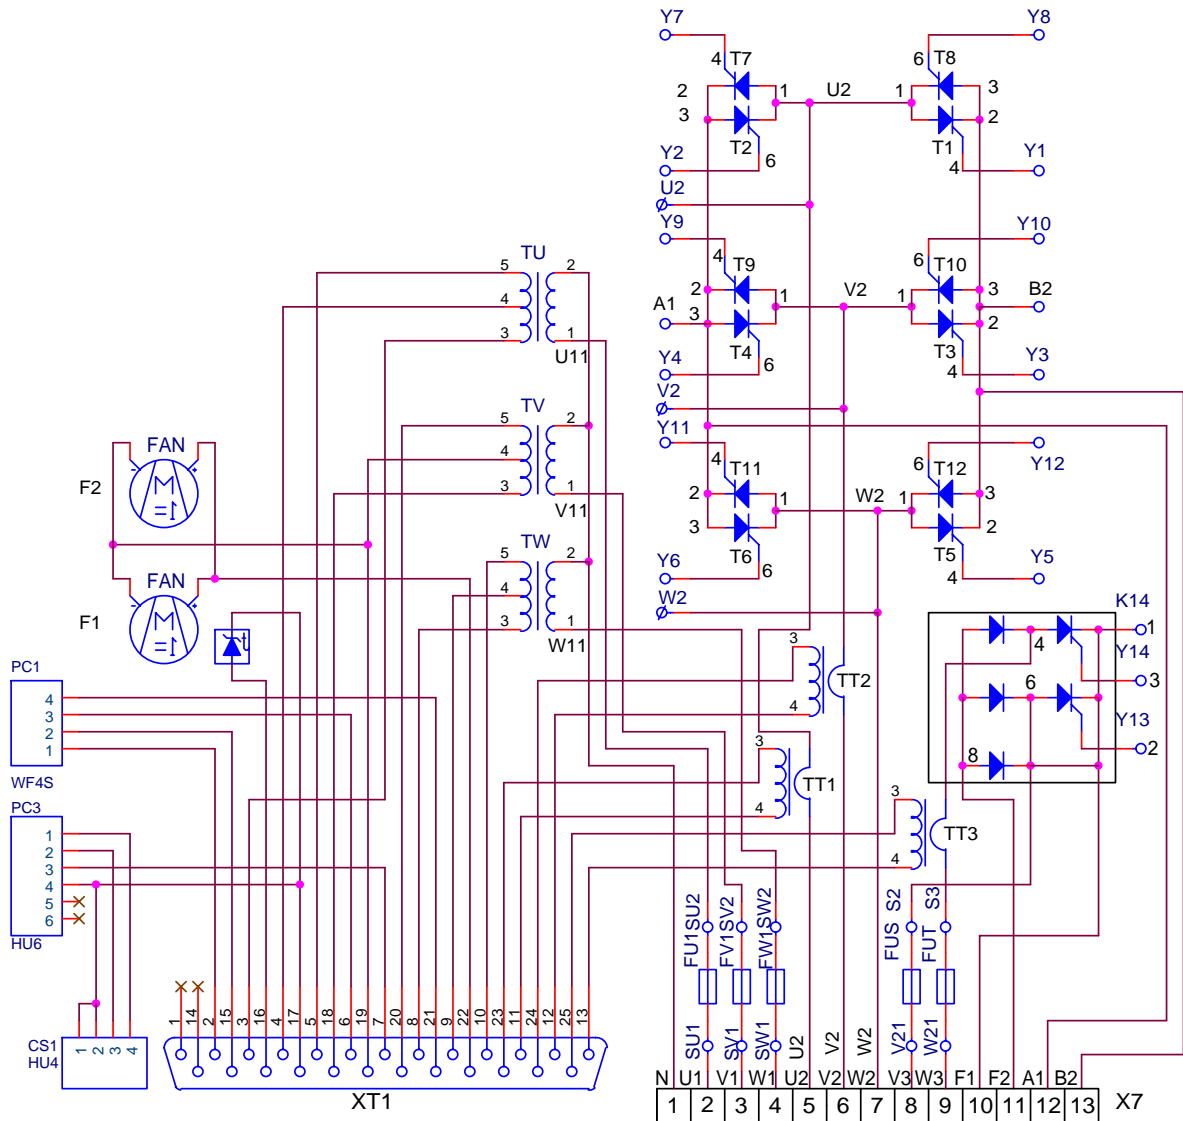 Y7 Y8
4 T7 6 T8
2 1 U2 1 3
3 2
T2 T1
Y2 6 4 Y1
U2
Y9 Y10
4 T9 6 T10
2 1 V2 1 3 B2
A1 3 2
T4 T3
Y4 6 4 Y3
V2
Y11 Y12
4 T11 6 T12
2 1 W2 1 3
3 2
T6 T5
Y6 6 4 Y5
W2
TU
5 2
4
3 1
U11
TV
5 2
4
3 1
V11
TW
5 2
4
3 1
W11
FAN
F2
M
=1
FAN
F1
M
=1
t
K14
1
4 Y14
3
6
Y13
2
8
3
TT2
4
3
TT1
4
3
TT3
4
PC1
4
3
2
1
WF4S
PC3
1
2
3
4
5
6
HU6
CS1
HU4
1 2 3 4
1 14 2 15 3 16 4 17 5 18 6 19 7 20 8 21 9 22 10 23 11 24 12 25 13
XT1
SU2 SV2 SW2 S2 S3
FU1 FV1 FW1 FUS FUT
SU1 SV1 SW1 U2 V2 W2 V21 W21
N U1 V1 W1 U2 V2 W2 V3 W3 F1 F2 A1 B2
1 2 3 4 5 6 7 8 9 10 11 12 13 X7